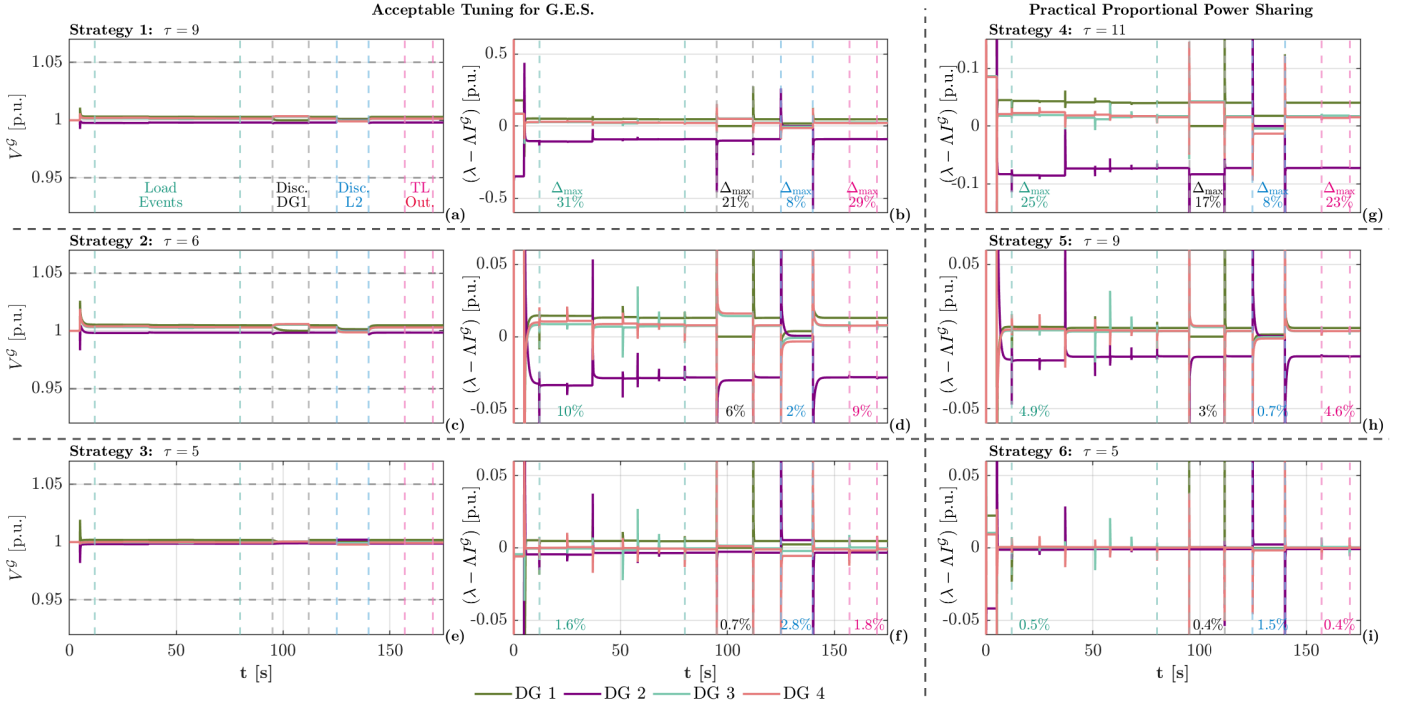 Acceptable Tuning for G.E.S.
Practical Proportional Power Sharing
Strategy 1: τ = 9
1.05
1
0.95
V^𝒢 [p.u.]
Load
Events
Disc.
DG1
Disc.
L2
TL
Out.
(a)
0.5
0
-0.5
(λ − ΛI^𝒢) [p.u.]
Δmax
31%
Δmax
21%
Δmax
8%
Δmax
29%
(b)
Strategy 4: τ = 11
0.1
0
-0.1
(λ − ΛI^𝒢) [p.u.]
Δmax
25%
Δmax
17%
Δmax
8%
Δmax
23%
(g)
Strategy 2: τ = 6
1.05
1
0.95
V^𝒢 [p.u.]
(c)
0.05
0
-0.05
(λ − ΛI^𝒢) [p.u.]
10%
6%
2%
9%
(d)
Strategy 5: τ = 9
0.05
0
-0.05
(λ − ΛI^𝒢) [p.u.]
4.9%
3%
0.7%
4.6%
(h)
Strategy 3: τ = 5
1.05
1
0.95
V^𝒢 [p.u.]
0 50 100 150
t [s]
(e)
0.05
0
-0.05
(λ − ΛI^𝒢) [p.u.]
1.6%
0.7%
2.8%
1.8%
0 50 100 150
t [s]
(f)
Strategy 6: τ = 5
0.05
0
-0.05
(λ − ΛI^𝒢) [p.u.]
0.5%
0.4%
1.5%
0.4%
0 50 100 150
t [s]
(i)
DG 1 DG 2 DG 3 DG 4